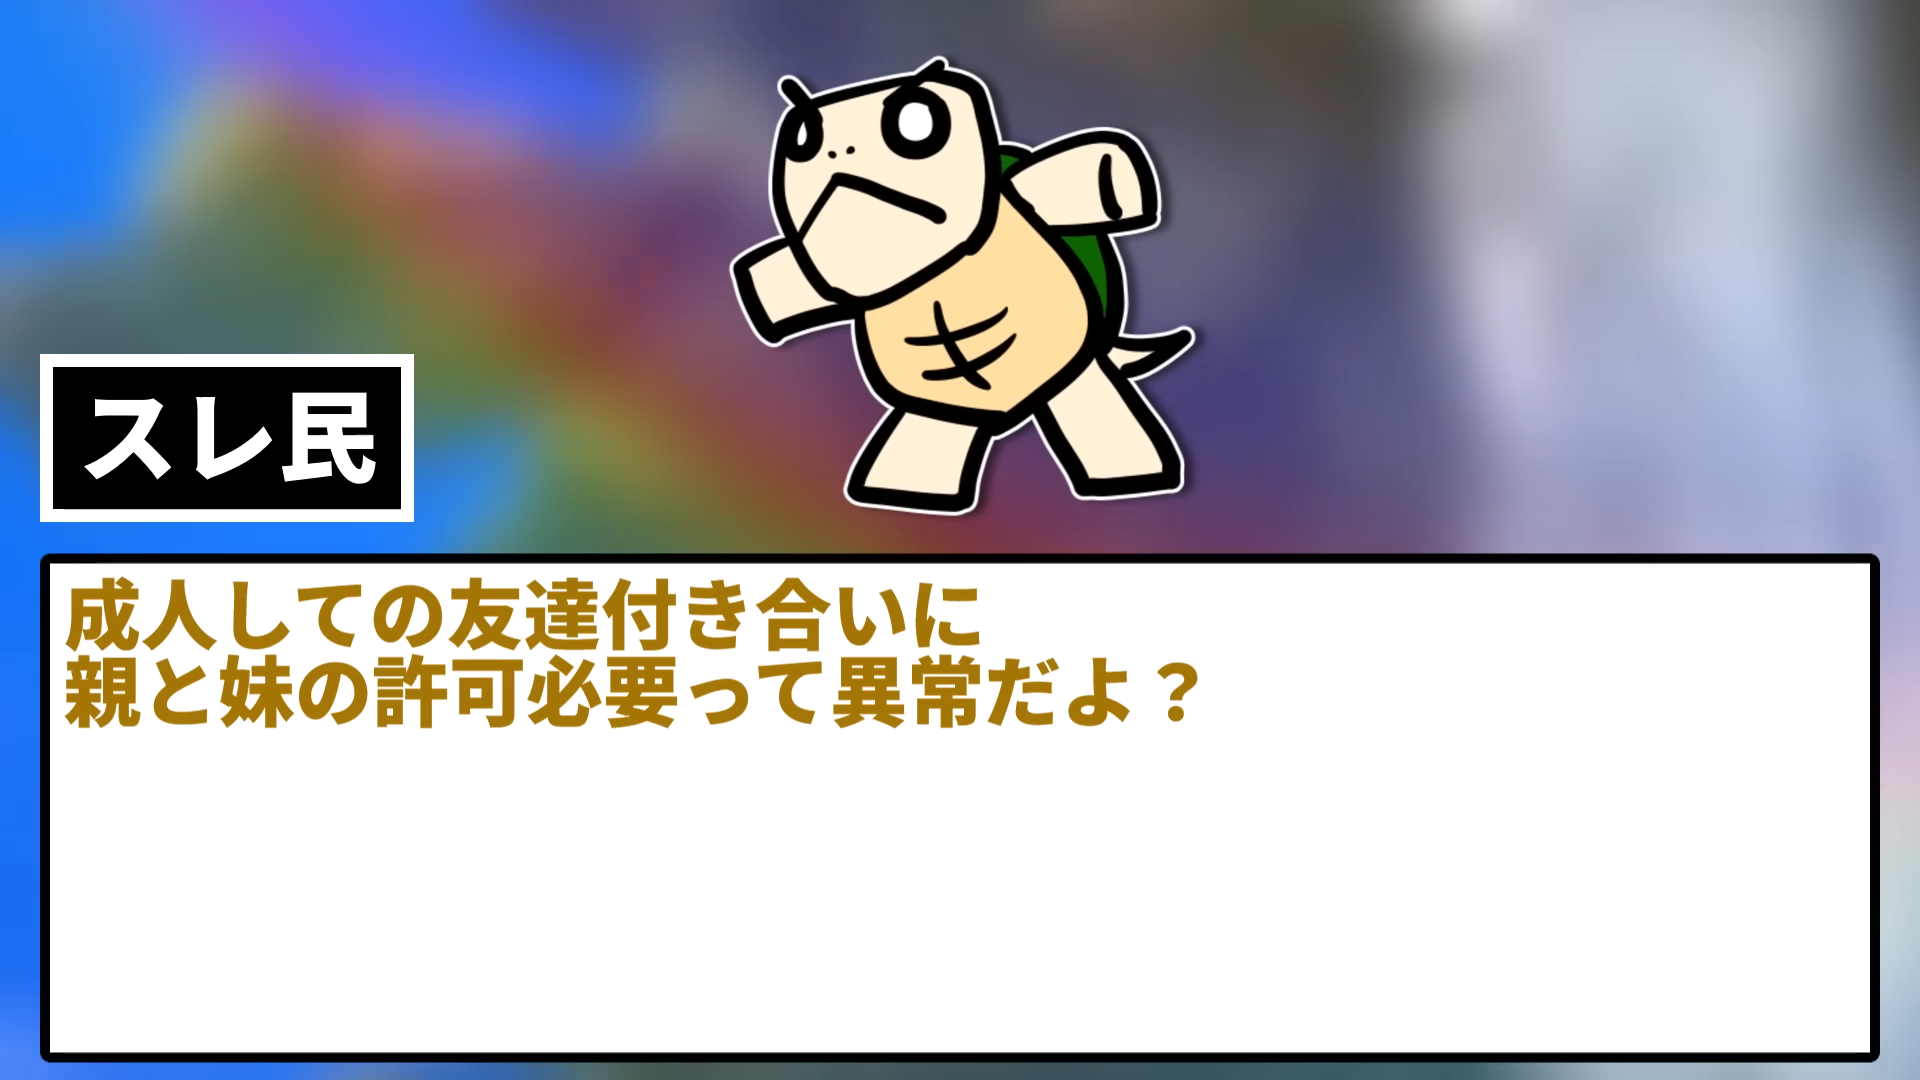 スレ民
成人しての友達付き合いに
親と妹の許可必要って異常だよ？